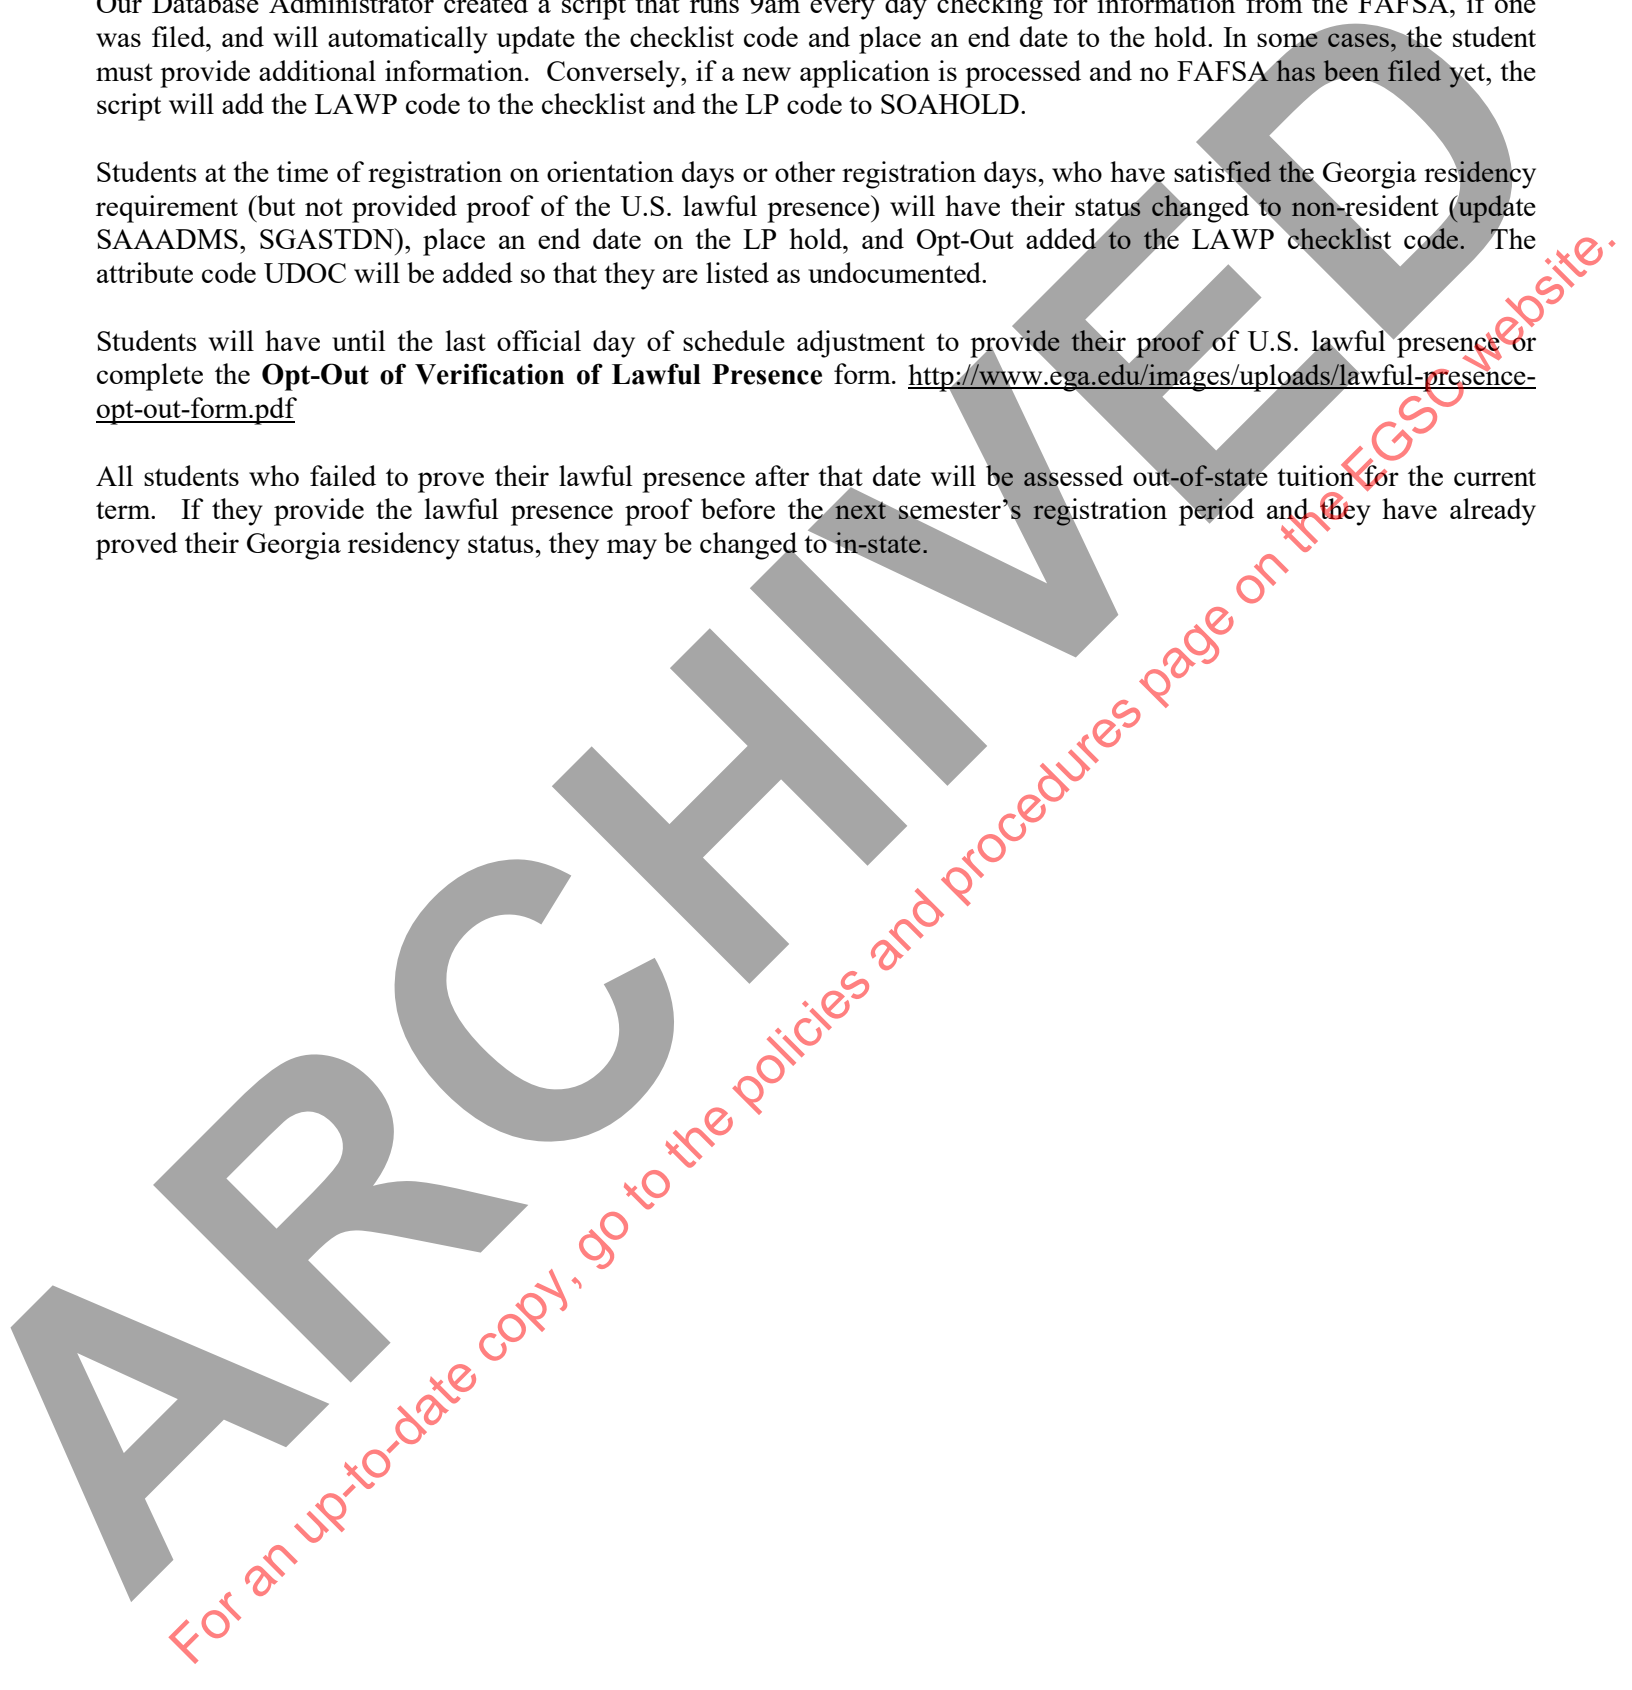 Our Database Administrator created a script that runs 9am every day checking for information from the FAFSA, if one
was filed, and will automatically update the checklist code and place an end date to the hold. In some cases, the student
must provide additional information.  Conversely, if a new application is processed and no FAFSA has been filed yet, the
script will add the LAWP code to the checklist and the LP code to SOAHOLD.
Students at the time of registration on orientation days or other registration days, who have satisfied the Georgia residency
requirement (but not provided proof of the U.S. lawful presence) will have their status changed to non-resident (update
SAAADMS, SGASTDN), place an end date on the LP hold, and Opt-Out added to the LAWP checklist code.  The
attribute code UDOC will be added so that they are listed as undocumented.
Students will have until the last official day of schedule adjustment to provide their proof of U.S. lawful presence or
complete the Opt-Out of Verification of Lawful Presence form. http://www.ega.edu/images/uploads/lawful-presence-
opt-out-form.pdf
All students who failed to prove their lawful presence after that date will be assessed out-of-state tuition for the current
term.  If they provide the lawful presence proof before the next semester’s registration period and they have already
proved their Georgia residency status, they may be changed to in-state.
ARCHIVED
For an up-to-date copy, go to the policies and procedures page on the EGSC website.